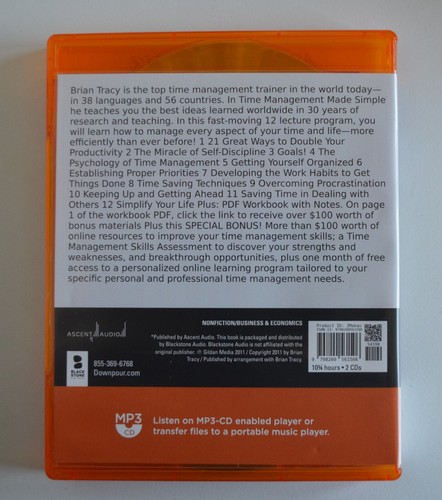 Brian Tracy is the top time management trainer in the world today—
in 38 languages and 56 countries. In Time Management Made Simple
he teaches you the best ideas learned worldwide in 30 years of
research and teaching. In this fast-moving 12 lecture program, you
will learn how to manage every aspect of your time and life—more
efficiently than ever before! 1 21 Great Ways to Double Your
Productivity 2 The Miracle of Self-Discipline 3 Goals! 4 The
Psychology of Time Management 5 Getting Yourself Organized 6
Establishing Proper Priorities 7 Developing the Work Habits to Get
Things Done 8 Time Saving Techniques 9 Overcoming Procrastination
10 Keeping Up and Getting Ahead 11 Saving Time in Dealing with
Others 12 Simplify Your Life Plus: PDF Workbook with Notes. On page
1 of the workbook PDF, click the link to receive over $100 worth of
bonus materials Plus this SPECIAL BONUS! More than $100 worth of
online resources to improve your time management skills; a Time
Management Skills Assessment to discover your strengths and
weaknesses, and breakthrough opportunities, plus one month of free
access to a personalized online learning program tailored to your
specific personal and professional time management needs.
NONFICTION/BUSINESS & ECONOMICS
ASCENT AUDIO
*Published by Ascent Audio. This book is packaged and distributed
by Blackstone Audio. Blackstone Audio is not affiliated with the
original publisher. ℗ Gildan Media 2011 / Copyright 2011 by Brian
Tracy / Published by arrangement with Brian Tracy.
BLACKSTONE
855-369-6768
Downpour.com
Product ID:
10¾ hours • 2 CDs
MP3
CD
Listen on MP3-CD enabled player or
transfer files to a portable music player.